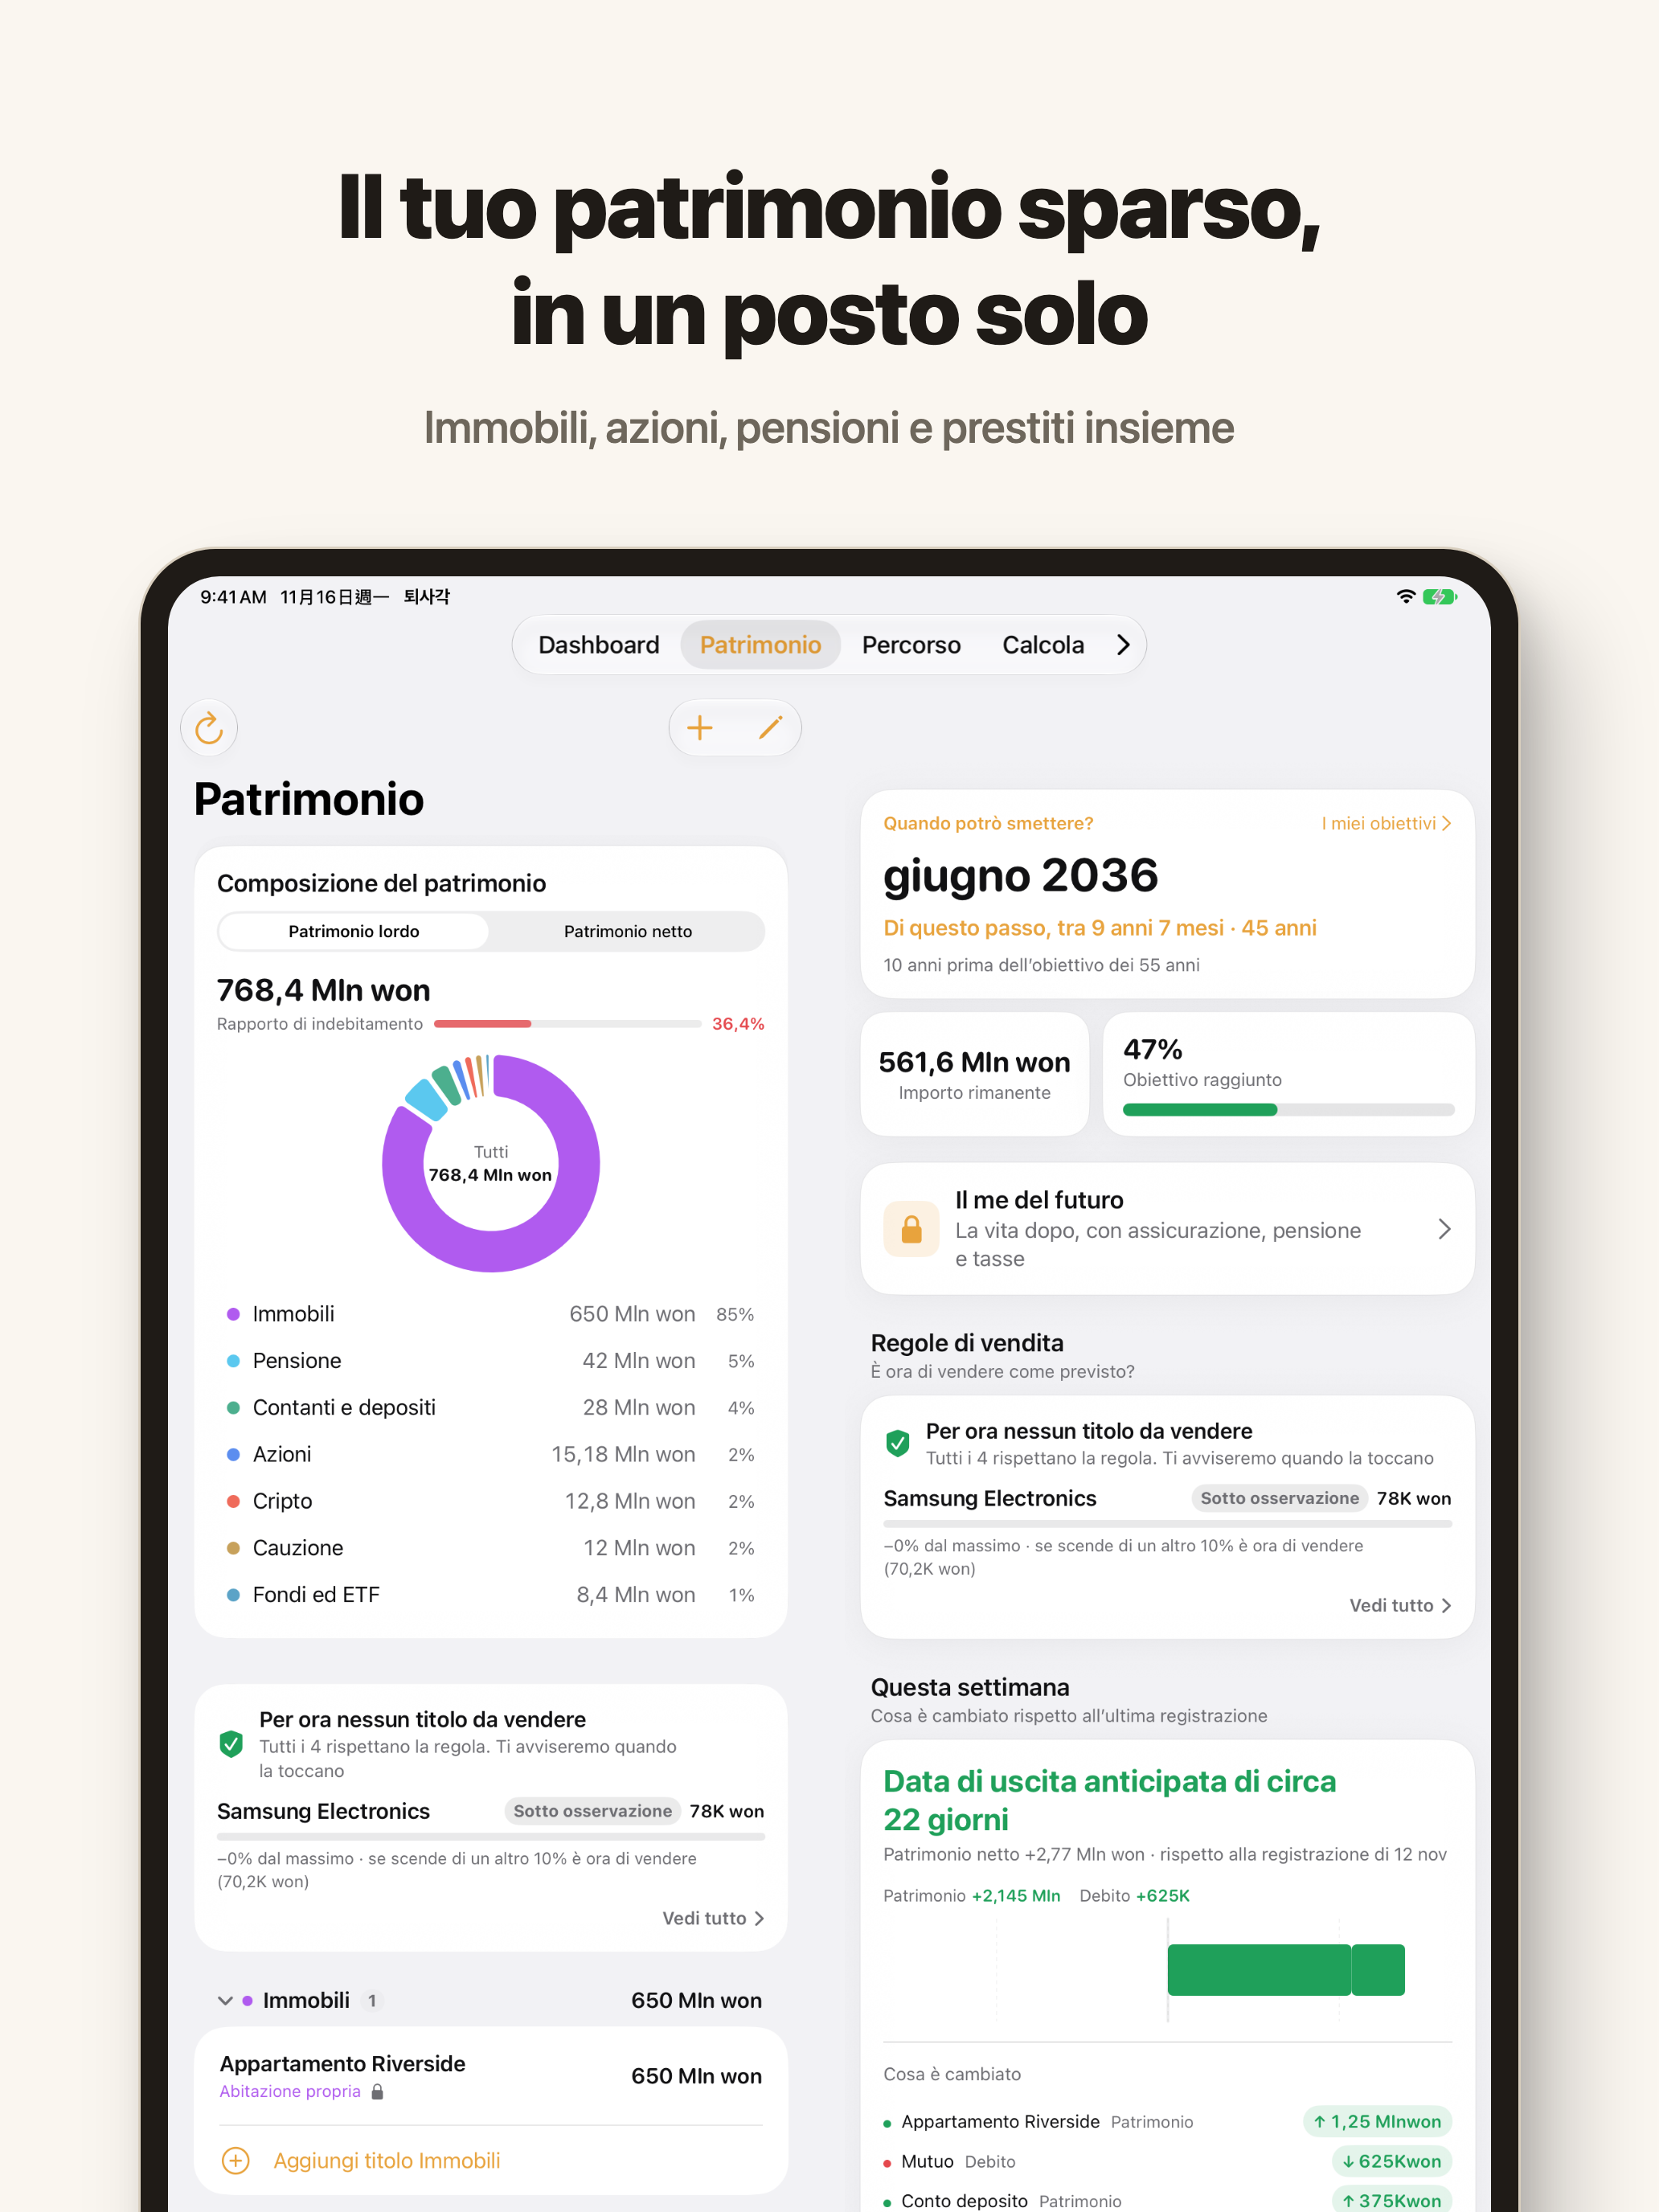 Il tuo patrimonio sparso,
in un posto solo
Immobili, azioni, pensioni e prestiti insieme
9:41 AM 11月16日週一 퇴사각
Dashboard Patrimonio Percorso Calcola
Patrimonio
Composizione del patrimonio
Patrimonio lordo Patrimonio netto
768,4 Mln won
Rapporto di indebitamento 36,4%
Tutti
768,4 Mln won
Immobili 650 Mln won 85%
Pensione 42 Mln won 5%
Contanti e depositi 28 Mln won 4%
Azioni 15,18 Mln won 2%
Cripto 12,8 Mln won 2%
Cauzione 12 Mln won 2%
Fondi ed ETF 8,4 Mln won 1%
Per ora nessun titolo da vendere
Tutti i 4 rispettano la regola. Ti avviseremo quando
la toccano
Samsung Electronics Sotto osservazione 78K won
−0% dal massimo · se scende di un altro 10% è ora di vendere
(70,2K won)
Vedi tutto
Immobili 1 650 Mln won
Appartamento Riverside 650 Mln won
Abitazione propria
Aggiungi titolo Immobili
Quando potrò smettere? I miei obiettivi
giugno 2036
Di questo passo, tra 9 anni 7 mesi · 45 anni
10 anni prima dell’obiettivo dei 55 anni
561,6 Mln won
Importo rimanente
47%
Obiettivo raggiunto
Il me del futuro
La vita dopo, con assicurazione, pensione
e tasse
Regole di vendita
È ora di vendere come previsto?
Per ora nessun titolo da vendere
Tutti i 4 rispettano la regola. Ti avviseremo quando la toccano
Samsung Electronics Sotto osservazione 78K won
−0% dal massimo · se scende di un altro 10% è ora di vendere
(70,2K won)
Vedi tutto
Questa settimana
Cosa è cambiato rispetto all’ultima registrazione
Data di uscita anticipata di circa
22 giorni
Patrimonio netto +2,77 Mln won · rispetto alla registrazione di 12 nov
Patrimonio +2,145 Mln Debito +625K
Cosa è cambiato
Appartamento Riverside Patrimonio ↑ 1,25 Mlnwon
Mutuo Debito ↓ 625Kwon
Conto deposito Patrimonio ↑ 375Kwon